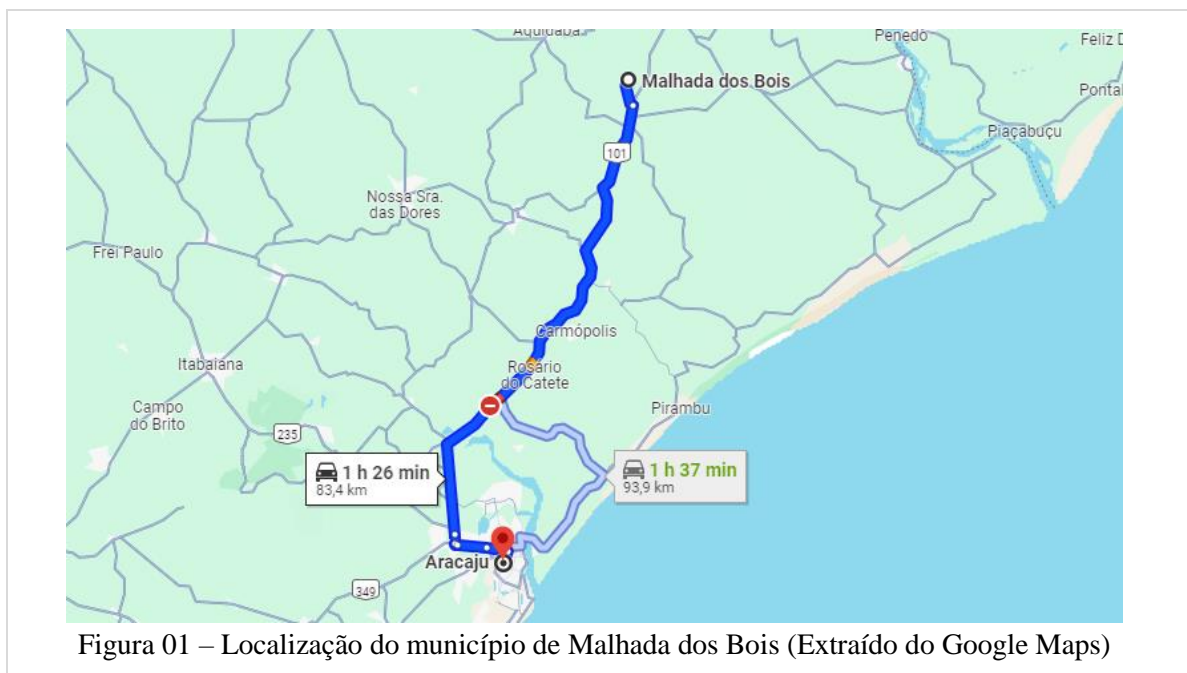 Aquidabã
Penedo
Feliz D
Malhada dos Bois
Pontal
Piaçabuçu
101
Nossa Sra.
das Dores
Frei Paulo
Carmópolis
Itabaiana
Rosário
do Catete
Campo
do Brito
Pirambu
235
1 h 26 min
83,4 km
1 h 37 min
93,9 km
Aracaju
349
Figura 01 – Localização do município de Malhada dos Bois (Extraído do Google Maps)